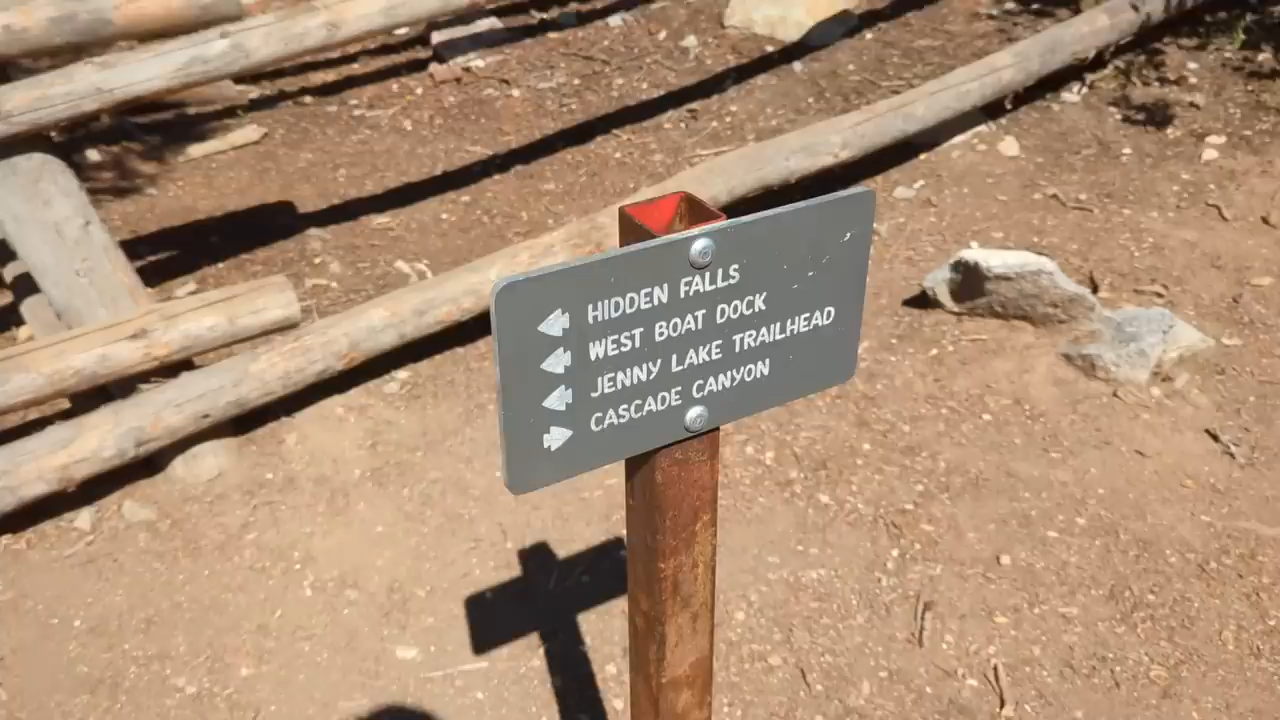 HIDDEN FALLS
WEST BOAT DOCK
JENNY LAKE TRAILHEAD
CASCADE CANYON